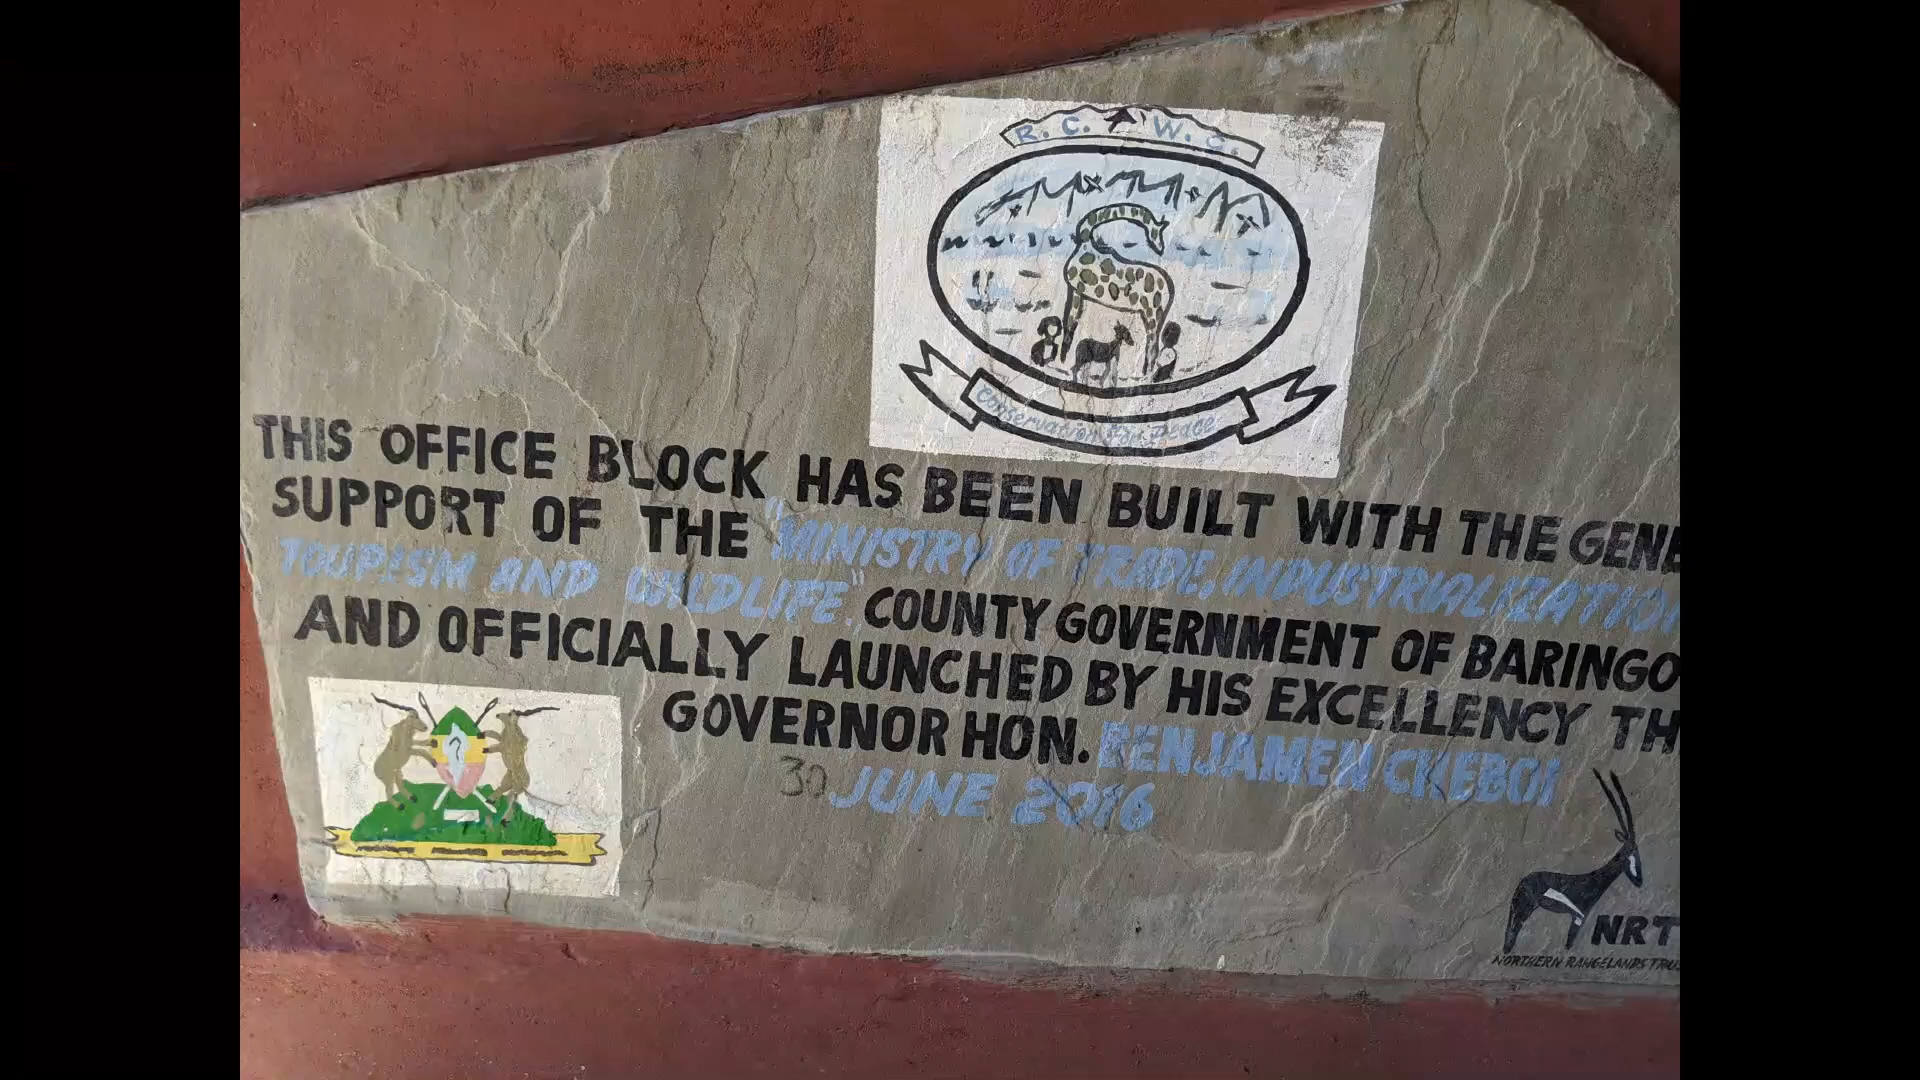 R. C. W. C.
Conservation For Peace
THIS OFFICE BLOCK HAS BEEN BUILT WITH THE GENE
SUPPORT OF THE "MINISTRY OF TRADE, INDUSTRIALIZATION
TOURISM AND WILDLIFE". COUNTY GOVERNMENT OF BARINGO
AND OFFICIALLY LAUNCHED BY HIS EXCELLENCY TH
GOVERNOR HON. BENJAMEN CHEBOI
30 JUNE 2016
NRT
NORTHERN RANGELANDS TRUS